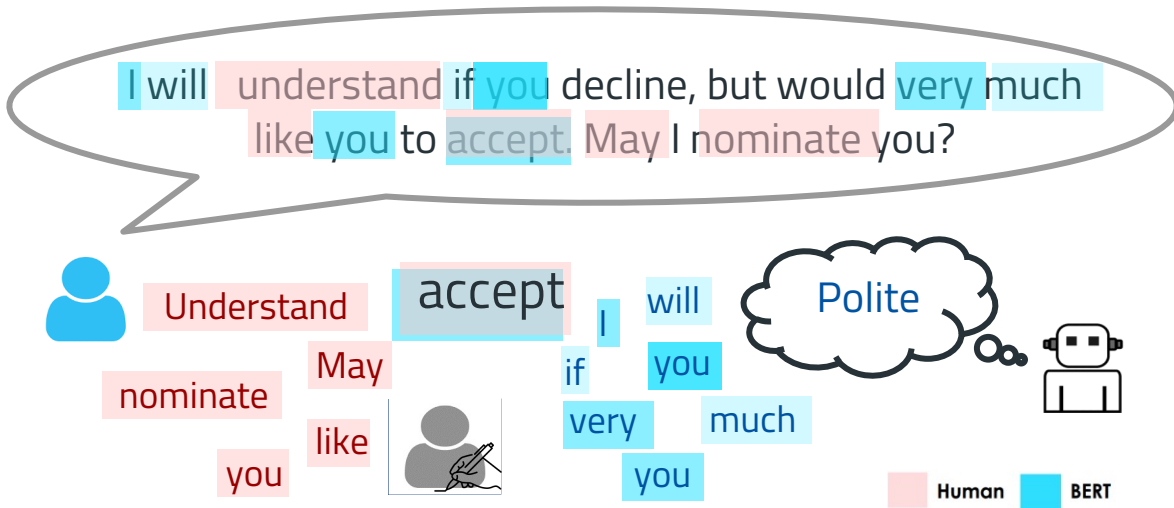 I will understand if you decline, but would very much
like you to accept. May I nominate you?
Understand
accept
I
will
Polite
May
if
you
nominate
very
much
like
you
you
Human
BERT